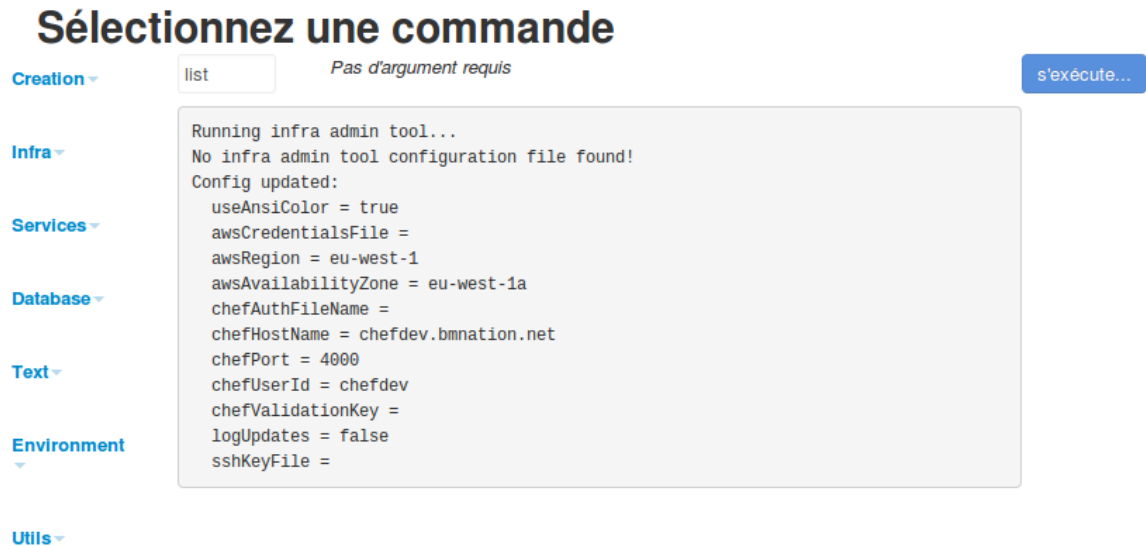 Sélectionnez une commande
Creation
list
Pas d'argument requis
s'exécute...
Infra
Services
Database
Text
Environment
Utils
Running infra admin tool...
No infra admin tool configuration file found!
Config updated:
  useAnsiColor = true
  awsCredentialsFile =
  awsRegion = eu-west-1
  awsAvailabilityZone = eu-west-1a
  chefAuthFileName =
  chefHostName = chefdev.bmnation.net
  chefPort = 4000
  chefUserId = chefdev
  chefValidationKey =
  logUpdates = false
  sshKeyFile =